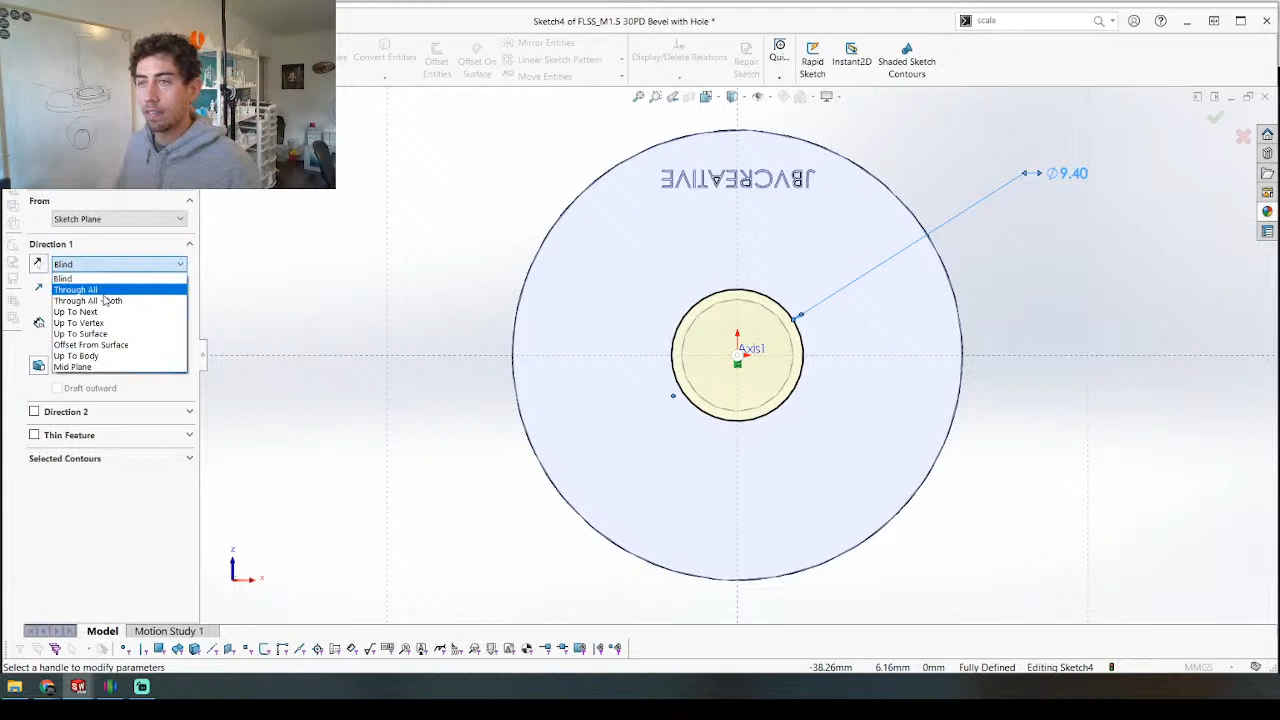 Sketch4 of FLSS_M1.5 30PD Bevel with Hole *
scale
Convert Entities
Offset Entities
Offset On Surface
Mirror Entities
Linear Sketch Pattern
Move Entities
Display/Delete Relations
Repair Sketch
Qui...
Rapid Sketch
Instant2D
Shaded Sketch Contours
From
Sketch Plane
Direction 1
Blind
Blind
Through All
Up To Next
Up To Vertex
Up To Surface
Offset From Surface
Up To Body
Mid Plane
Draft outward
Direction 2
Thin Feature
Selected Contours
JBVCREATIVE
∅9.40
Axis1
z
x
Model
Motion Study 1
Select a handle to modify parameters
-38.26mm
6.16mm
0mm
Fully Defined
Editing Sketch4
MMGS